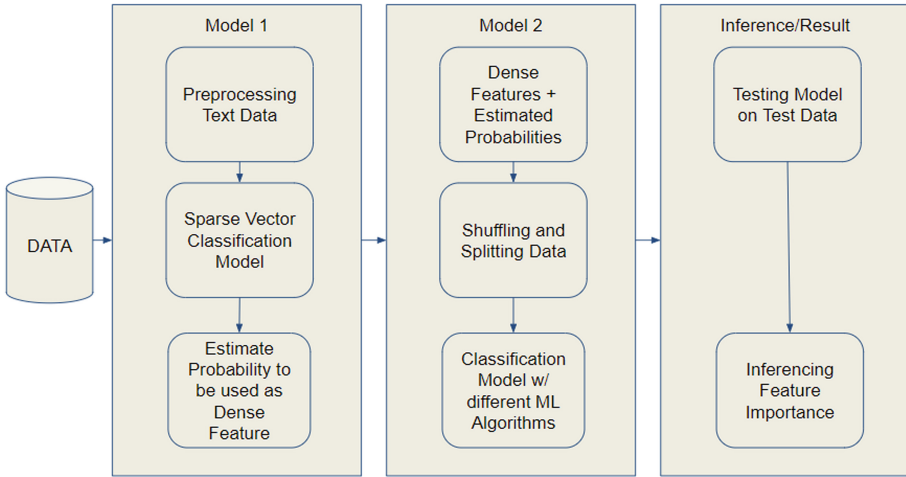 DATA
Model 1
Preprocessing
Text Data
Sparse Vector
Classification
Model
Estimate
Probability to
be used as
Dense
Feature
Model 2
Dense
Features +
Estimated
Probabilities
Shuffling and
Splitting Data
Classification
Model w/
different ML
Algorithms
Inference/Result
Testing Model
on Test Data
Inferencing
Feature
Importance